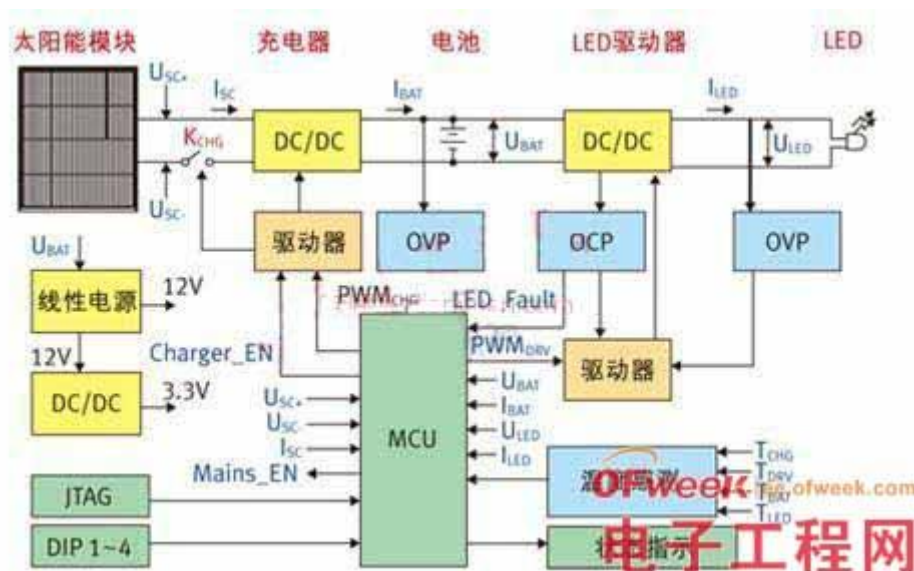 太阳能模块 充电器 电池 LED驱动器 LED
USC+ ISC IBAT ILED
KCHG DC/DC UBAT DC/DC ULED
USC-
驱动器 OVP OCP OVP
UBAT
线性电源 12V
PWMCHG LED_Fault
12V Charger_EN PWMDRV 驱动器
DC/DC 3.3V
USC+ UBAT
USC- IBAT
ISC MCU ULED
Mains_EN ILED
TCHG
TDRV
TBAT
TLED
JTAG
DIP 1~4
OFweek ee.ofweek.com
电子工程网